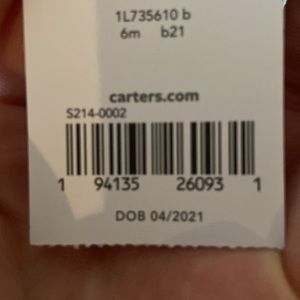 1L735610 b
6m b21
carters.com
S214-0002
1 94135 26093 1
DOB 04/2021